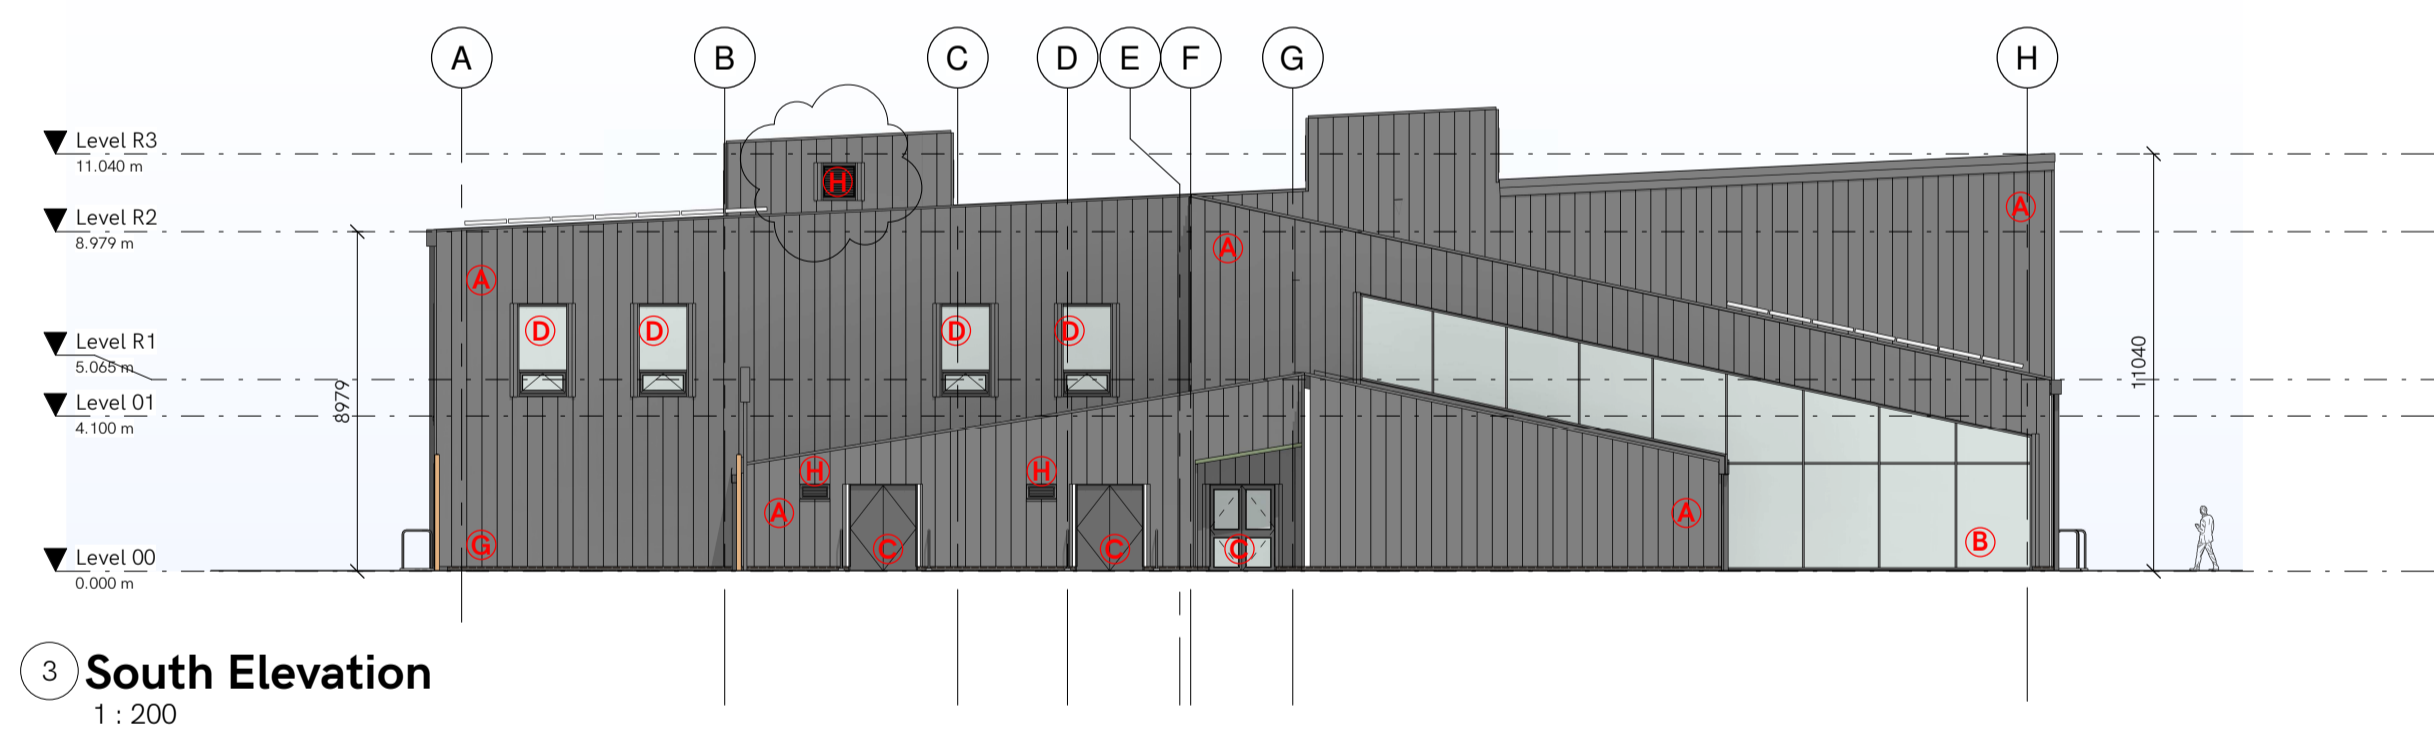 A B C D E F G H
Level R3
11.040 m
H
A
Level R2
8.979 m
A
A
D D D D
Level R1
5.065 m
11040
8979
Level 01
4.100 m
H H
A A
G C C C B
Level 00
0.000 m
3 South Elevation
1 : 200